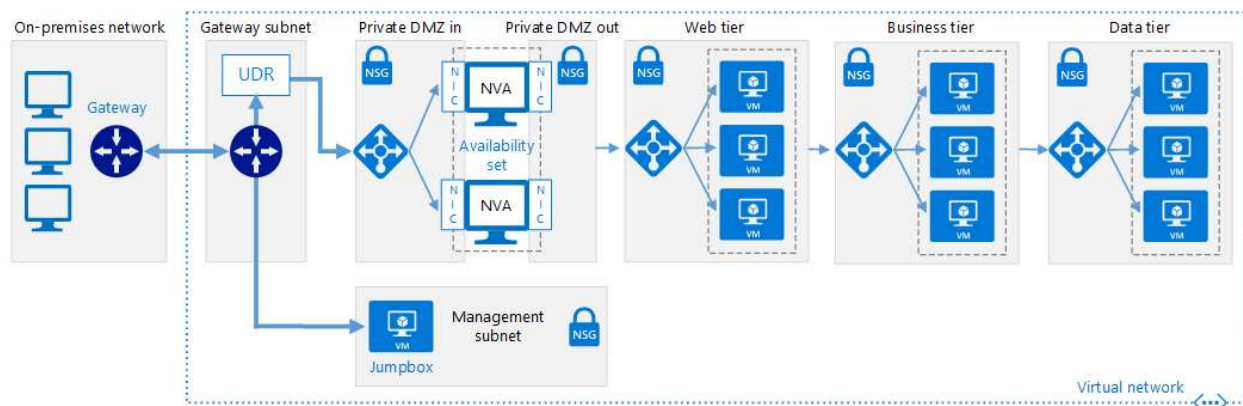 On-premises network
Gateway subnet
Private DMZ in
Private DMZ out
Web tier
Business tier
Data tier
Gateway
UDR
NSG
N
I
C
NVA
N
I
C
NSG
Availability
set
N
I
C
NVA
N
I
C
NSG
VM
VM
VM
NSG
VM
VM
VM
NSG
VM
VM
VM
VM
Jumpbox
Management
subnet
NSG
Virtual network